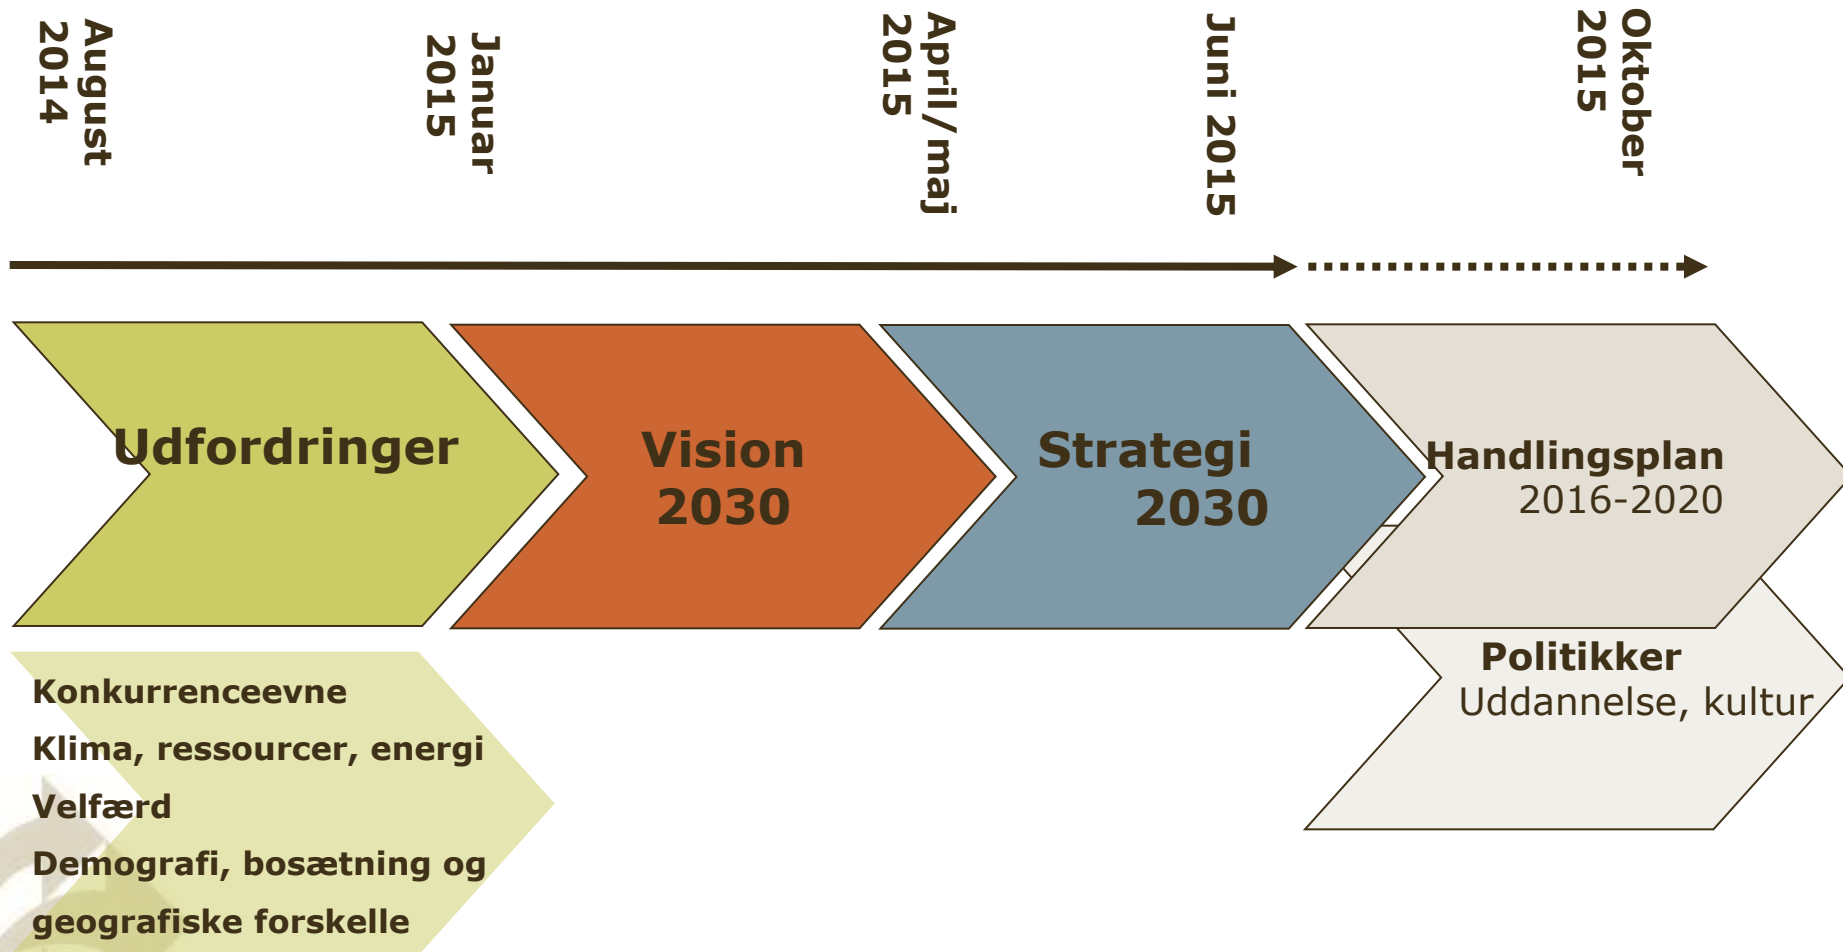 August
2014
Januar
2015
April/maj
2015
Juni 2015
Oktober
2015
Udfordringer
Vision
2030
Strategi
2030
Handlingsplan
2016-2020
Politikker
Uddannelse, kultur
Konkurrenceevne
Klima, ressourcer, energi
Velfærd
Demografi, bosætning og
geografiske forskelle